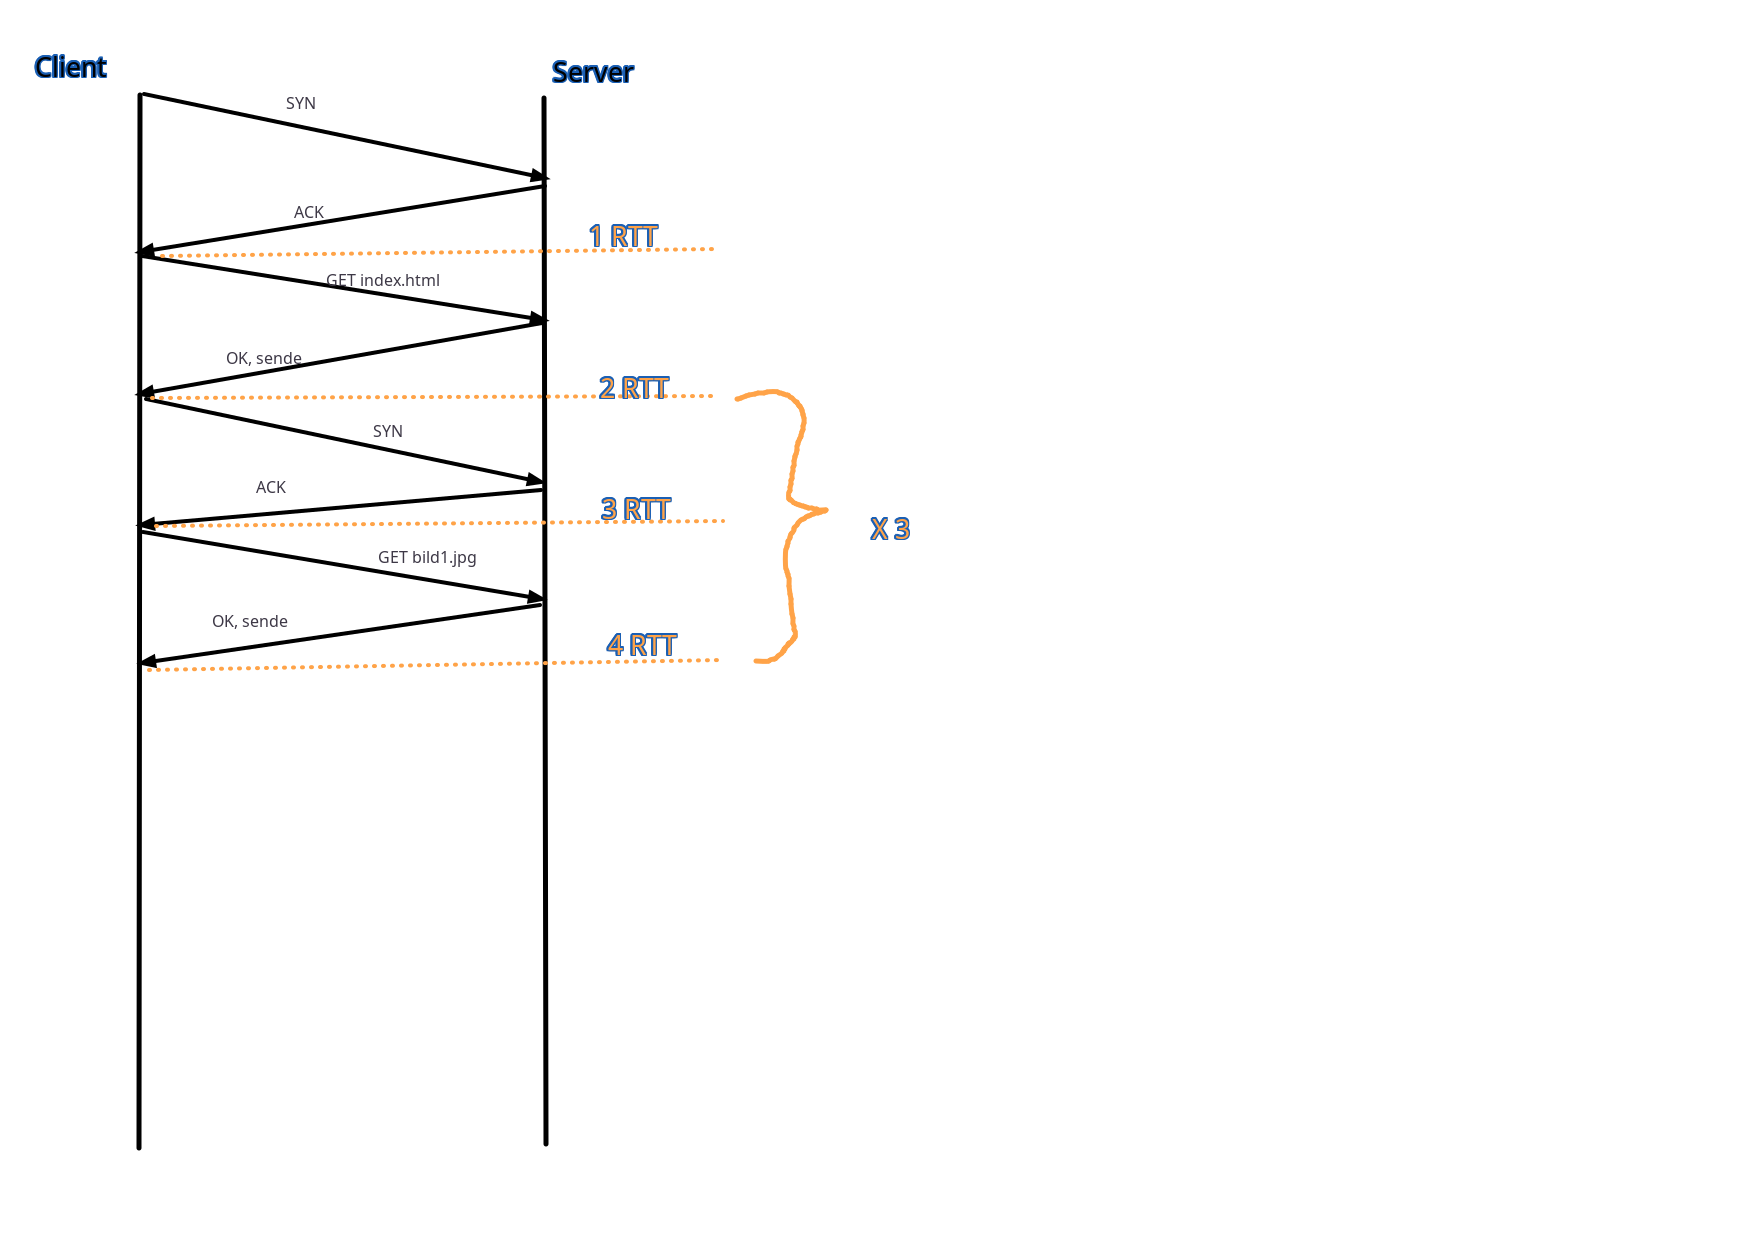 Client
Server
SYN
ACK
1 RTT
GET index.html
OK, sende
2 RTT
SYN
ACK
3 RTT
X 3
GET bild1.jpg
OK, sende
4 RTT